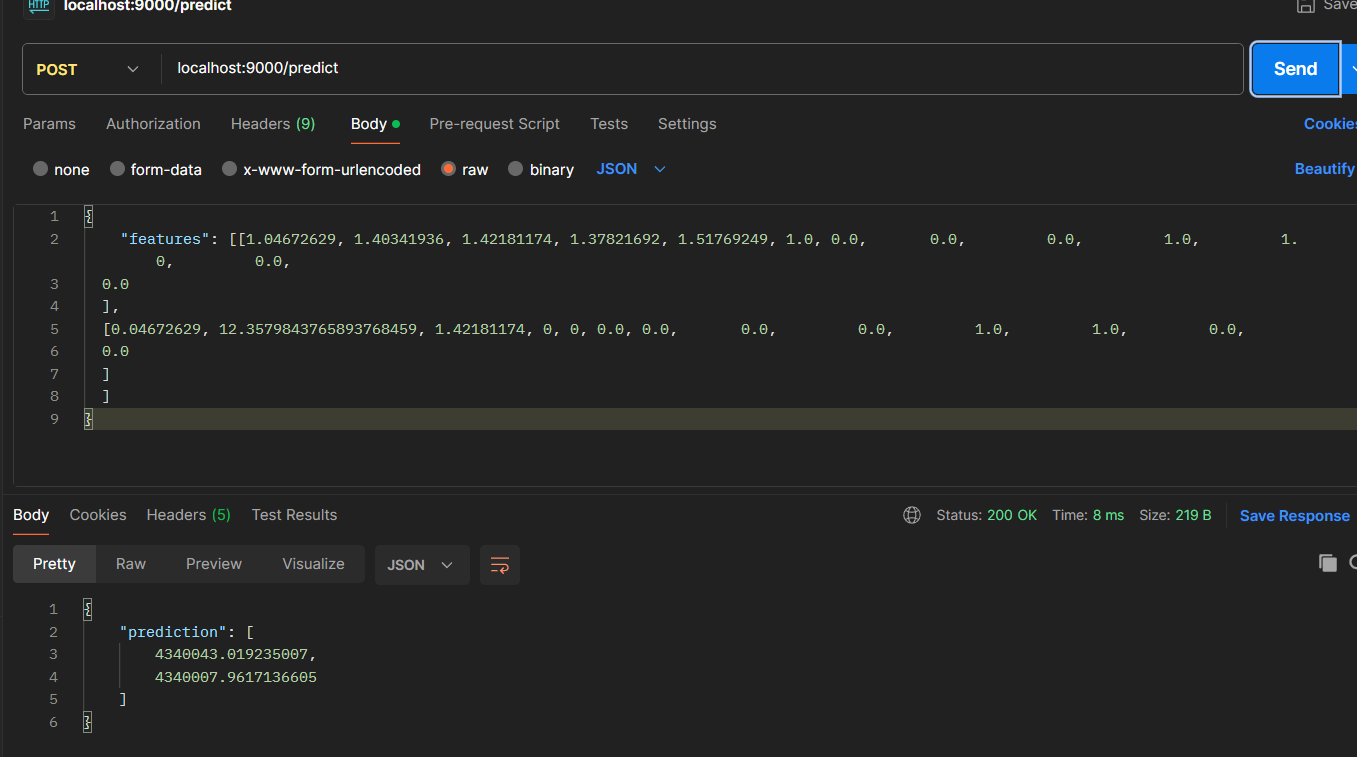 HTTP localhost:9000/predict Save
POST localhost:9000/predict Send
Params Authorization Headers (9) Body Pre-request Script Tests Settings Cookies
none form-data x-www-form-urlencoded raw binary JSON Beautify
1 {
2 "features": [[1.04672629, 1.40341936, 1.42181174, 1.37821692, 1.51769249, 1.0, 0.0, 0.0, 0.0, 1.0, 1.
0, 0.0,
3 0.0
4 ],
5 [0.04672629, 12.3579843765893768459, 1.42181174, 0, 0, 0.0, 0.0, 0.0, 0.0, 1.0, 1.0, 0.0,
6 0.0
7 ]
8 ]
9 }
Body Cookies Headers (5) Test Results Status: 200 OK Time: 8 ms Size: 219 B Save Response
Pretty Raw Preview Visualize JSON
1 {
2 "prediction": [
3 4340043.019235007,
4 4340007.9617136605
5 ]
6 }